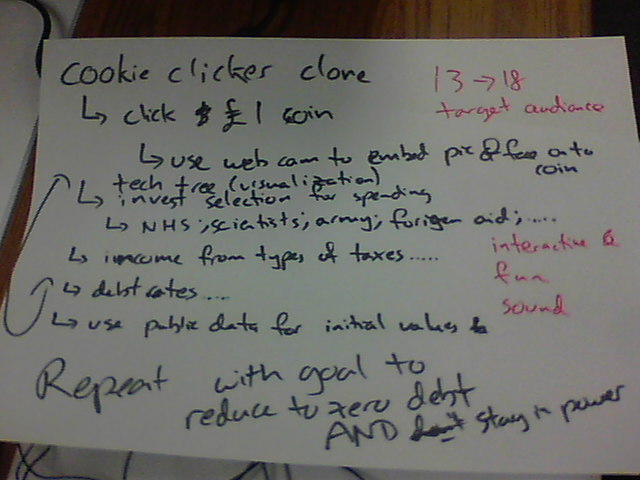 cookie clicker clone
13 → 18
target audience
↳ click £1 coin
↳ use web cam to embed pic of face onto coin
tech tree (visualization)
↳ invest selection for spending
↳ NHS; scientists; army; forigen aid; .....
↳ imcome from types of taxes .....
interactive &
fun
sound
↳ debt rates ...
↳ use public data for initial values
Repeat with goal to
reduce to zero debt
AND stay in power